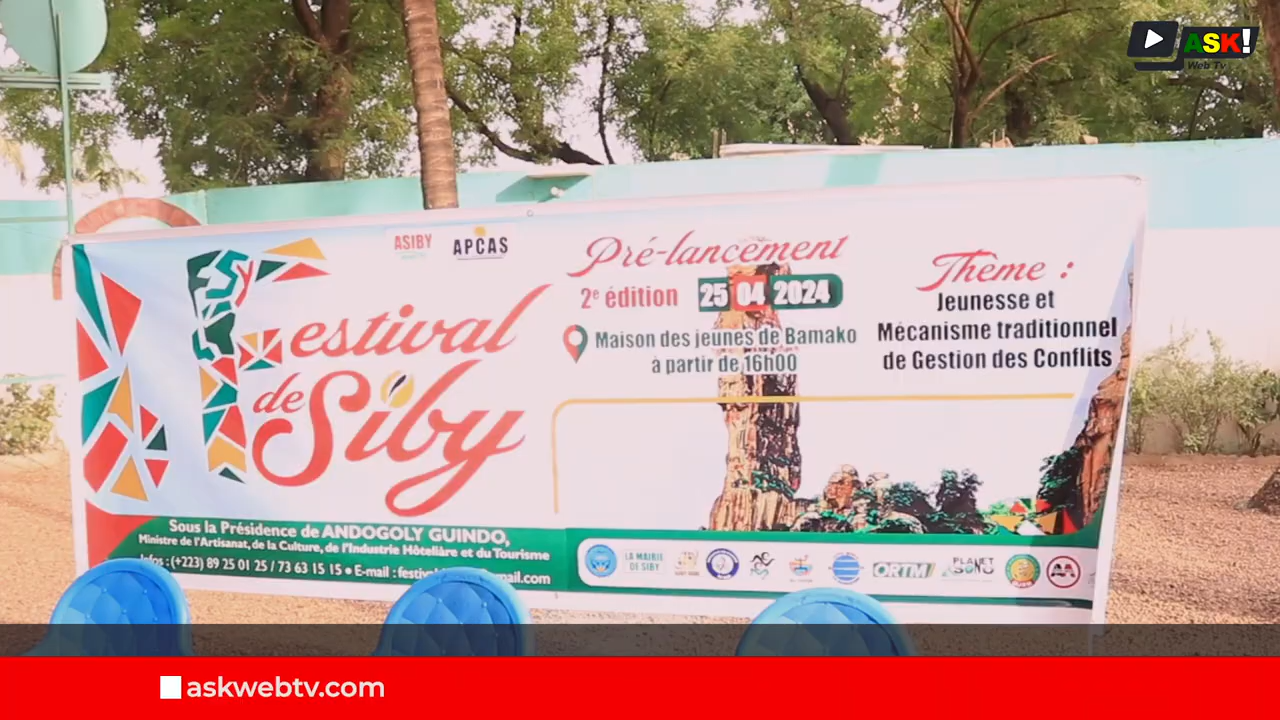 ASK!
Web Tv
ASIBY
APCAS
Festival
de Siby
Pré-lancement
2e édition 25 04 2024
Maison des jeunes de Bamako
à partir de 16h00
Thème :
Jeunesse et
Mécanisme traditionnel
de Gestion des Conflits
Sous la Présidence de ANDOGOLY GUINDO,
Ministre de l'Artisanat, de la Culture, de l'Industrie Hôtelière et du Tourisme
Infos : (+223) 89 25 01 25 / 73 63 15 15 • E-mail :
LA MAIRIE
DE SIBY
ORTM
PLANET
SONO
askwebtv.com